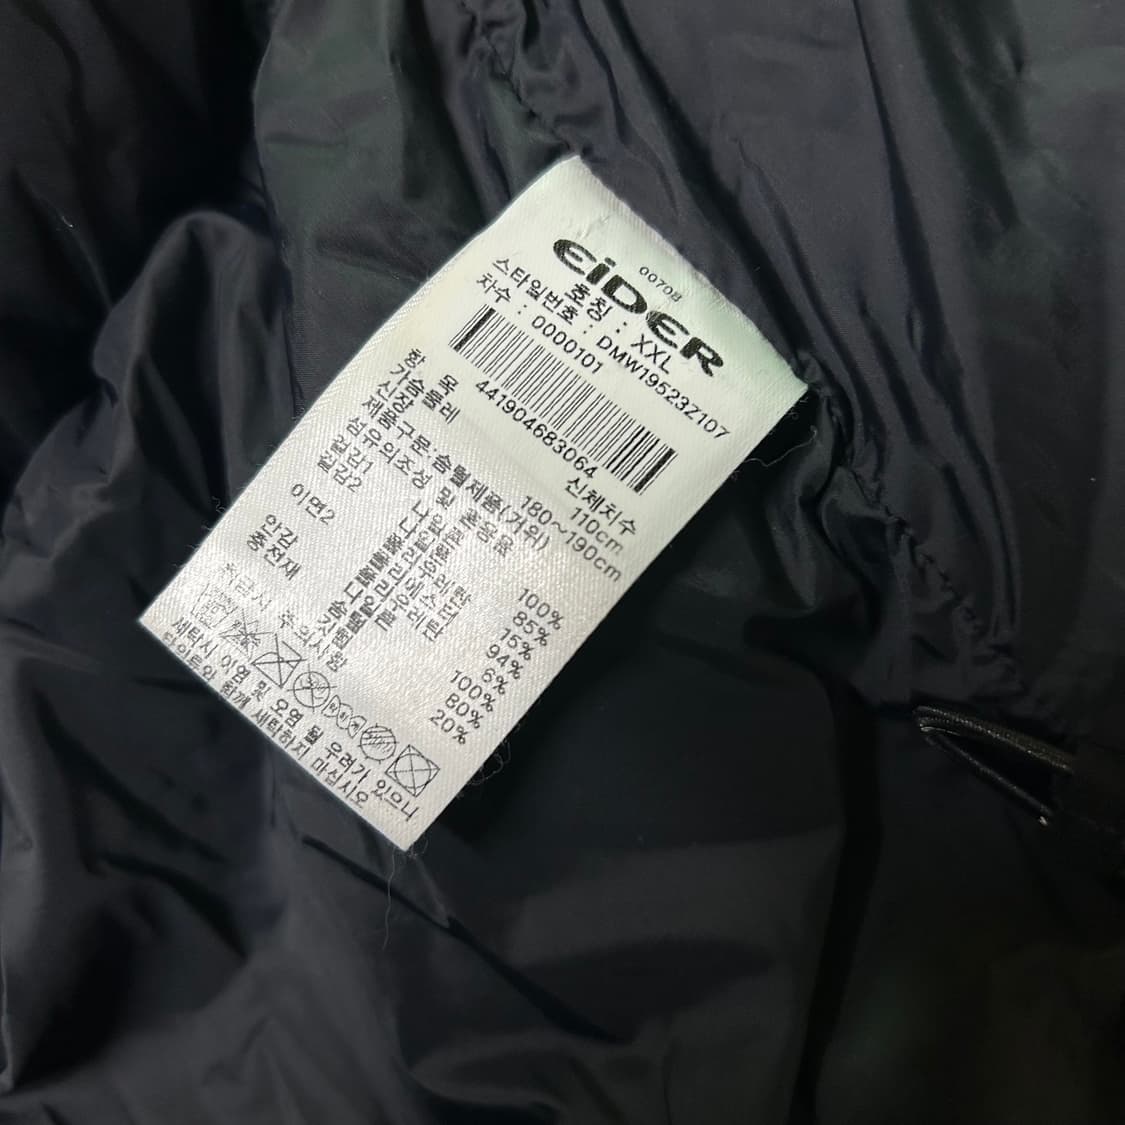 00708
EiDER
호칭 : XXL
스타일번호 : DMW19523Z107
차수 : 0000101
441904683064
항 목 신체치수
가슴둘레 110cm
신장 180~190cm
제품구분 솜털제품(거위)
섬유의조성 및 혼용율
겉감1 나일론 100%
겉감2 나일론 85%
폴리우레탄 15%
이면2 폴리에스터 94%
폴리우레탄 6%
안감 나일론 100%
충전재 솜털 80%
깃털 20%
취급시 주의사항
세탁시 이염 및 오염 될 우려가 있으니
타의류와 함께 세탁하지 마십시오